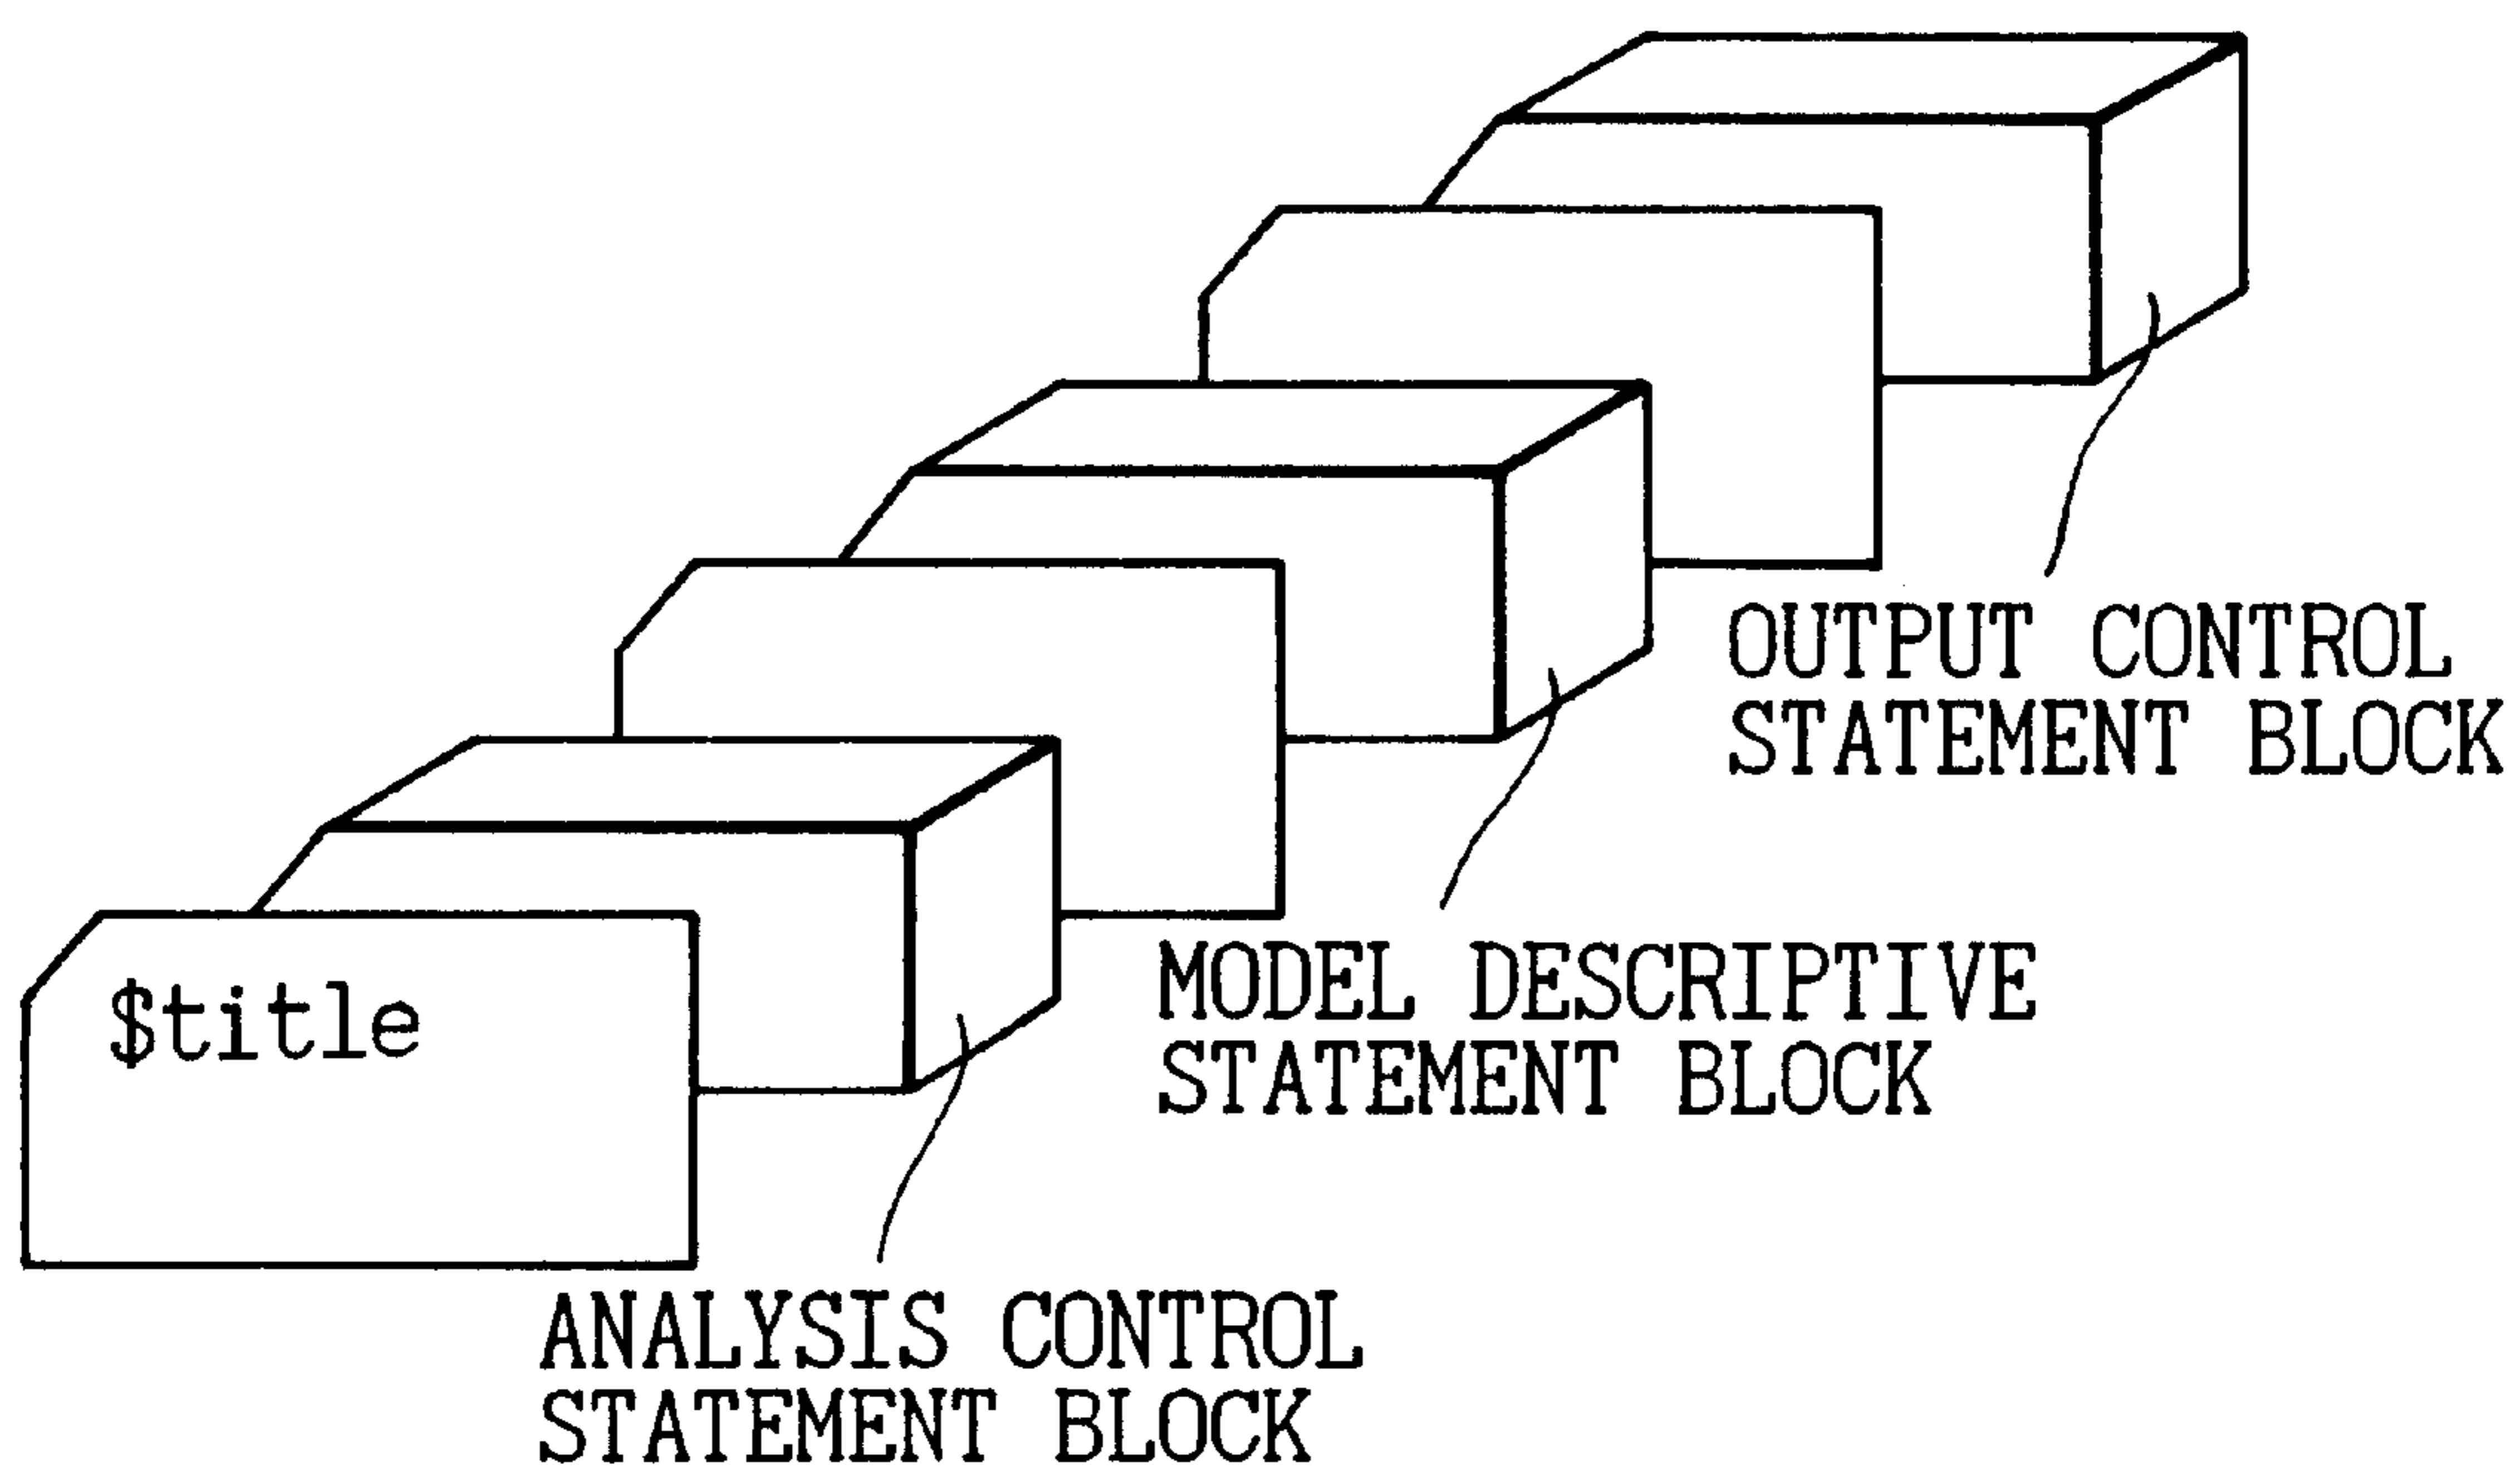 $title
OUTPUT CONTROL
STATEMENT BLOCK
MODEL DESCRIPTIVE
STATEMENT BLOCK
ANALYSIS CONTROL
STATEMENT BLOCK